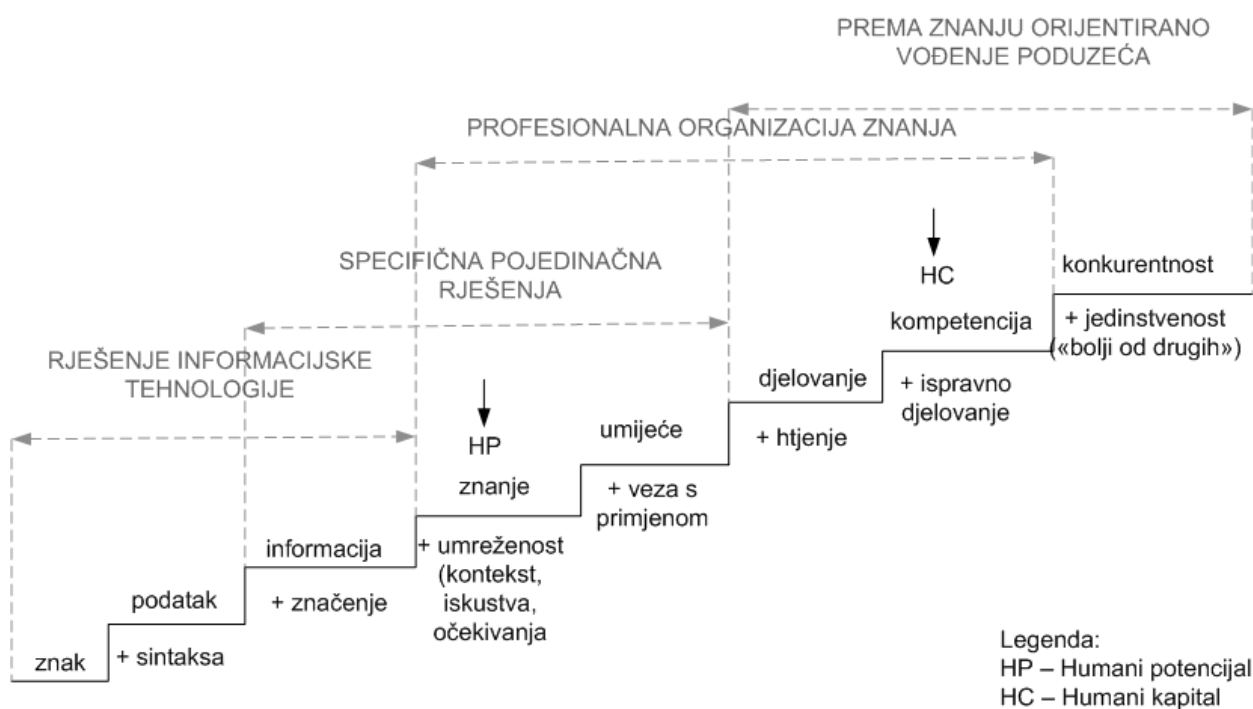 PREMA ZNANJU ORIJENTIRANO
VOĐENJE PODUZEĆA
PROFESIONALNA ORGANIZACIJA ZNANJA
SPECIFIČNA POJEDINAČNA
RJEŠENJA
RJEŠENJE INFORMACIJSKE
TEHNOLOGIJE
znak
podatak
+ sintaksa
informacija
+ značenje
HP
znanje
+ umreženost
(kontekst,
iskustva,
očekivanja
umijeće
+ veza s
primjenom
djelovanje
+ htjenje
HC
kompetencija
+ ispravno
djelovanje
konkurentnost
+ jedinstvenost
(«bolji od drugih»)
Legenda:
HP – Humani potencijal
HC – Humani kapital